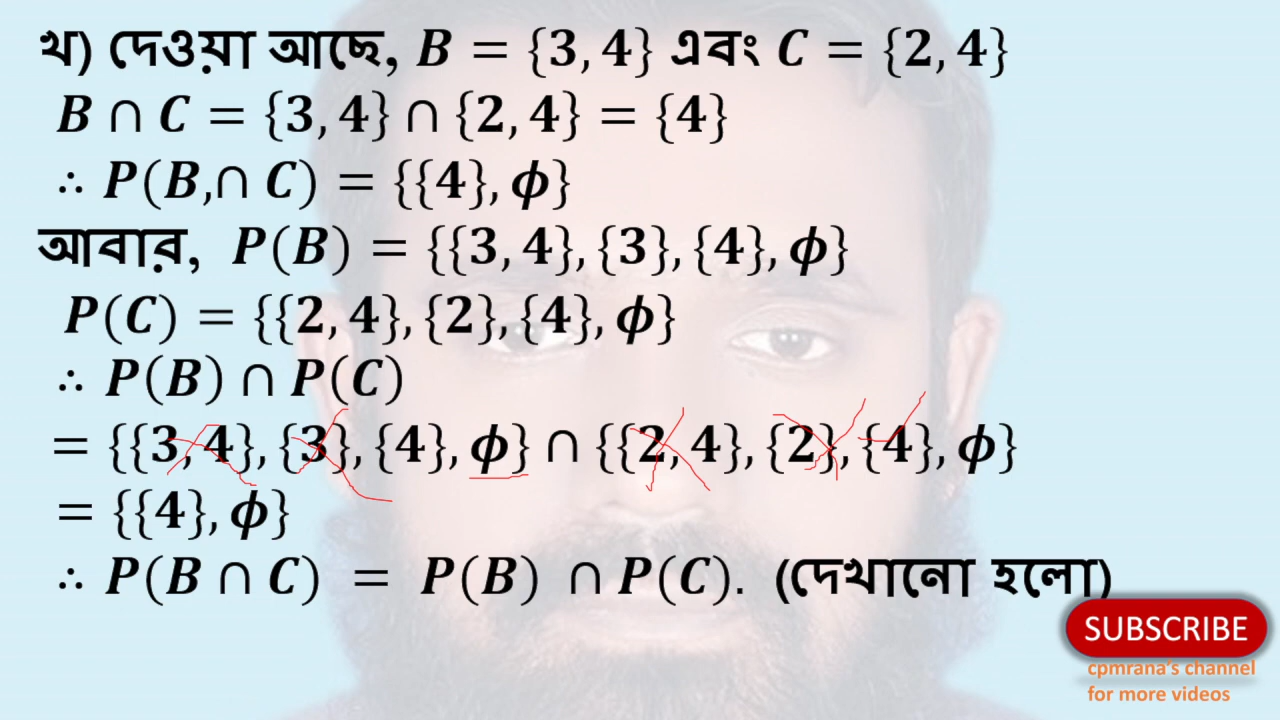 খ) দেওয়া আছে, B = {3, 4} এবং C = {2, 4}
B ∩ C = {3, 4} ∩ {2, 4} = {4}
∴ P(B,∩ C) = {{4}, ϕ}
আবার, P(B) = {{3, 4}, {3}, {4}, ϕ}
P(C) = {{2, 4}, {2}, {4}, ϕ}
∴ P(B) ∩ P(C)
= {{3, 4}, {3}, {4}, ϕ} ∩ {{2, 4}, {2}, {4}, ϕ}
= {{4}, ϕ}
∴ P(B ∩ C) = P(B) ∩ P(C). (দেখানো হলো)
SUBSCRIBE
cpmrana's channel
for more videos